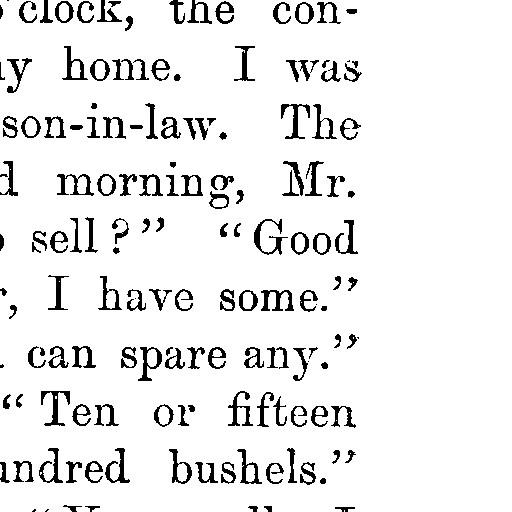 o'clock, the con-
ny home. I was
son-in-law. The
d morning, Mr.
sell?" "Good
r, I have some."
can spare any."
"Ten or fifteen
undred bushels."